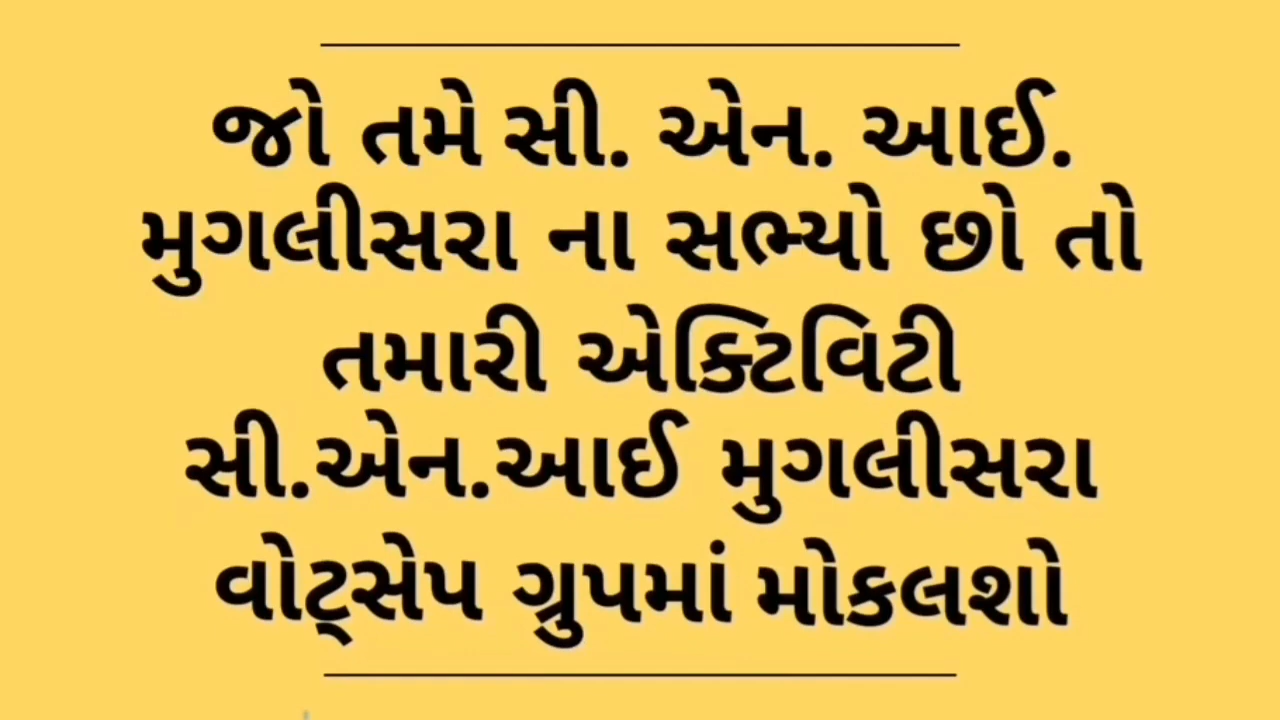 જો તમે સી. એન. આઈ.
મુગલીસરા ના સભ્યો છો તો
તમારી એક્ટિવિટી
સી.એન.આઈ મુગલીસરા
વોટ્સેપ ગ્રુપમાં મોકલશો